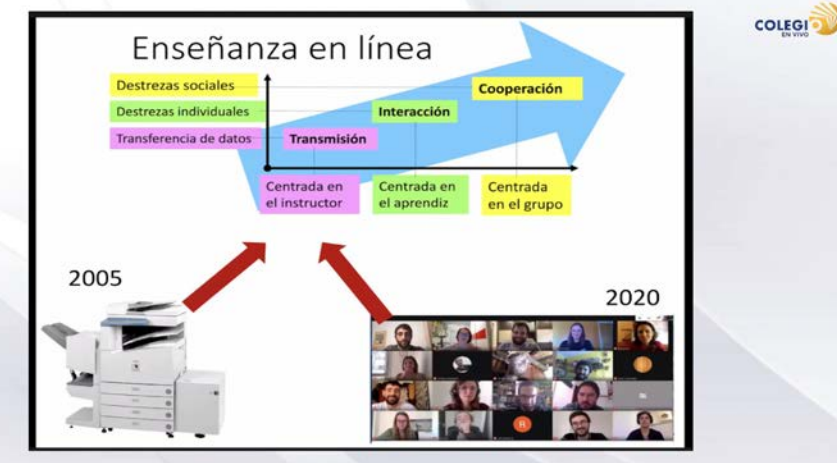 COLEGIO
EN VIVO
Enseñanza en línea
Destrezas sociales
Destrezas individuales
Transferencia de datos
Cooperación
Interacción
Transmisión
Centrada en
el instructor
Centrada en
el aprendiz
Centrada
en el grupo
2005
2020
R